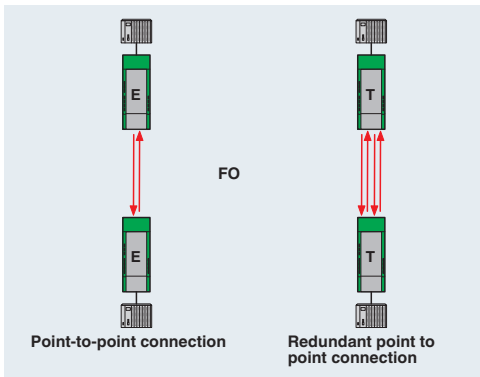 E
T
FO
E
T
Point-to-point connection
Redundant point to
point connection